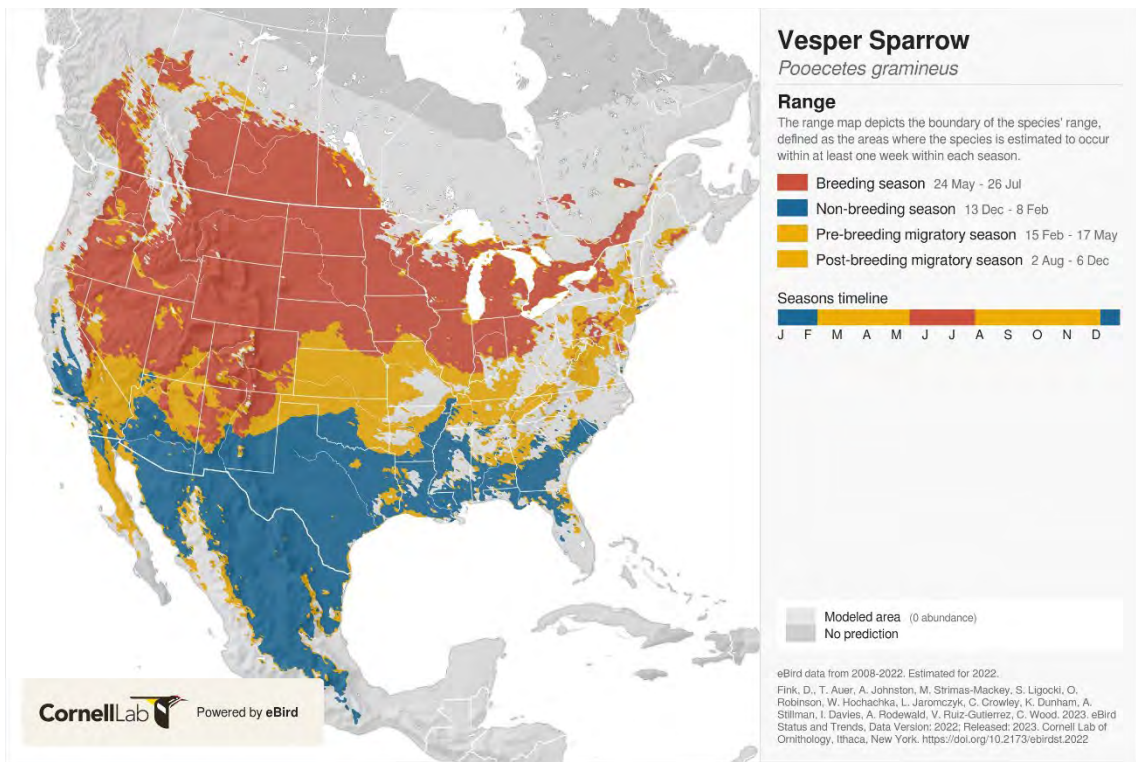 Vesper Sparrow
Pooecetes gramineus
Range
The range map depicts the boundary of the species' range,
defined as the areas where the species is estimated to occur
within at least one week within each season.
Breeding season 24 May - 26 Jul
Non-breeding season 13 Dec - 8 Feb
Pre-breeding migratory season 15 Feb - 17 May
Post-breeding migratory season 2 Aug - 6 Dec
Seasons timeline
J F M A M J J A S O N D
Modeled area (0 abundance)
No prediction
eBird data from 2008-2022. Estimated for 2022.
Fink, D., T. Auer, A. Johnston, M. Strimas-Mackey, S. Ligocki, O.
Robinson, W. Hochachka, L. Jaromczyk, C. Crowley, K. Dunham, A.
Stillman, I. Davies, A. Rodewald, V. Ruiz-Gutierrez, C. Wood. 2023. eBird
Status and Trends, Data Version: 2022; Released: 2023. Cornell Lab of
Ornithology, Ithaca, New York. https://doi.org/10.2173/ebirdst.2022
CornellLab Powered by eBird